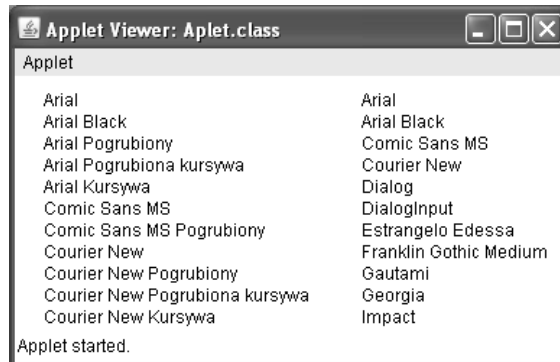 Applet Viewer: Aplet.class
Applet
Arial
Arial Black
Arial Pogrubiony
Arial Pogrubiona kursywa
Arial Kursywa
Comic Sans MS
Comic Sans MS Pogrubiony
Courier New
Courier New Pogrubiony
Courier New Pogrubiona kursywa
Courier New Kursywa
Arial
Arial Black
Comic Sans MS
Courier New
Dialog
DialogInput
Estrangelo Edessa
Franklin Gothic Medium
Gautami
Georgia
Impact
Applet started.